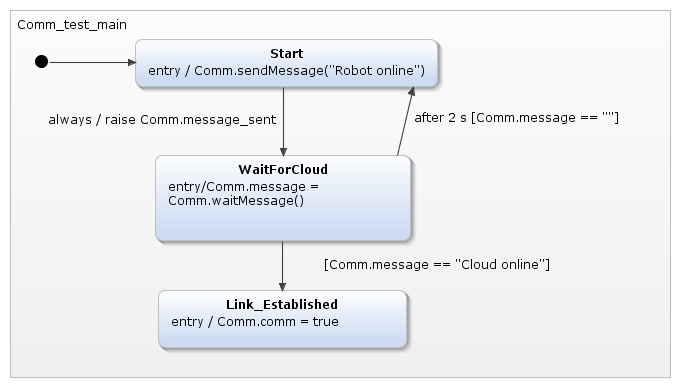 Comm_test_main
Start
entry / Comm.sendMessage("Robot online")
always / raise Comm.message_sent
after 2 s [Comm.message == ""]
WaitForCloud
entry/Comm.message =
Comm.waitMessage()
[Comm.message == "Cloud online"]
Link_Established
entry / Comm.comm = true